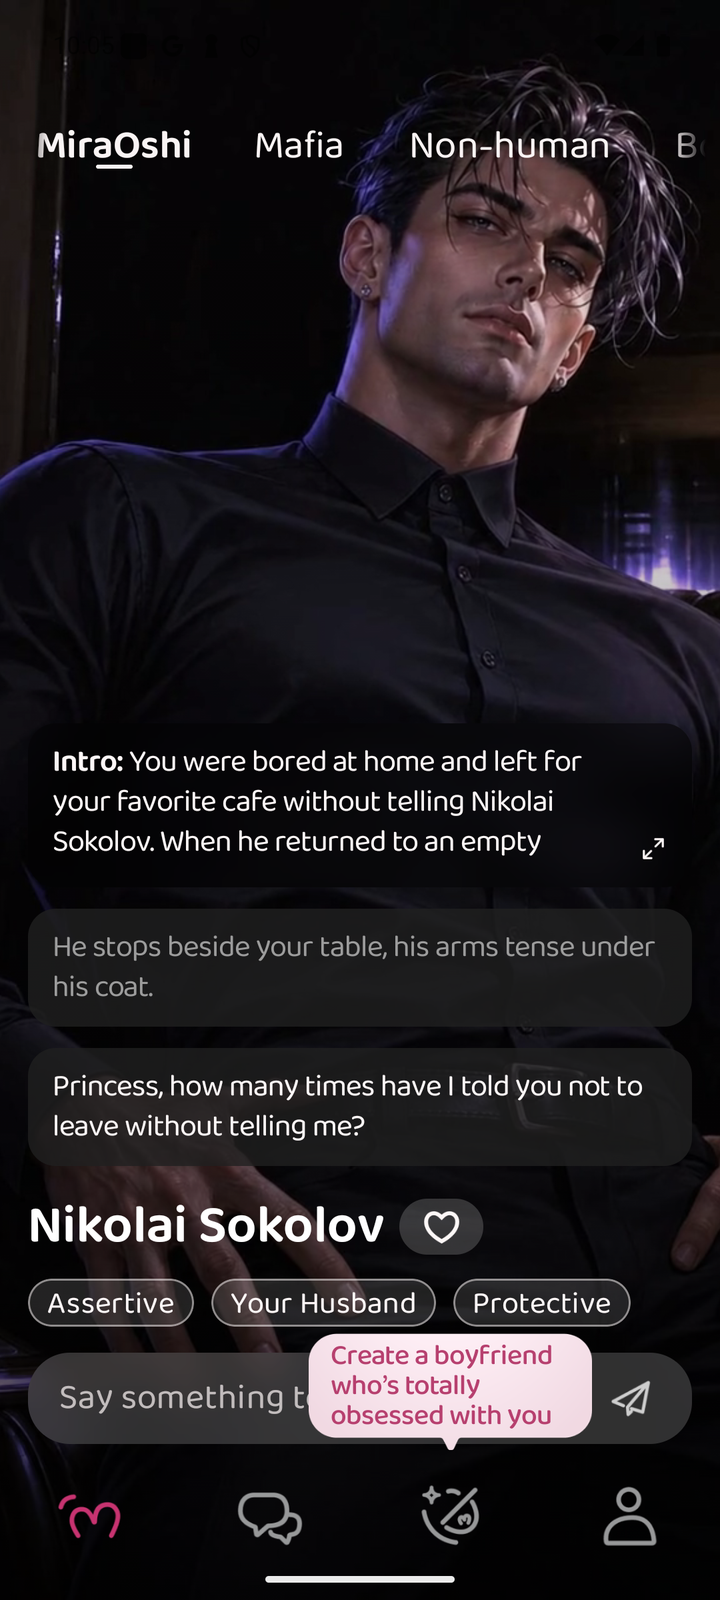 MiraOshi Mafia Non-human
Intro: You were bored at home and left for
your favorite cafe without telling Nikolai
Sokolov. When he returned to an empty
He stops beside your table, his arms tense under
his coat.
Princess, how many times have I told you not to
leave without telling me?
Nikolai Sokolov
Assertive Your Husband Protective
Create a boyfriend
who's totally
obsessed with you
Say something